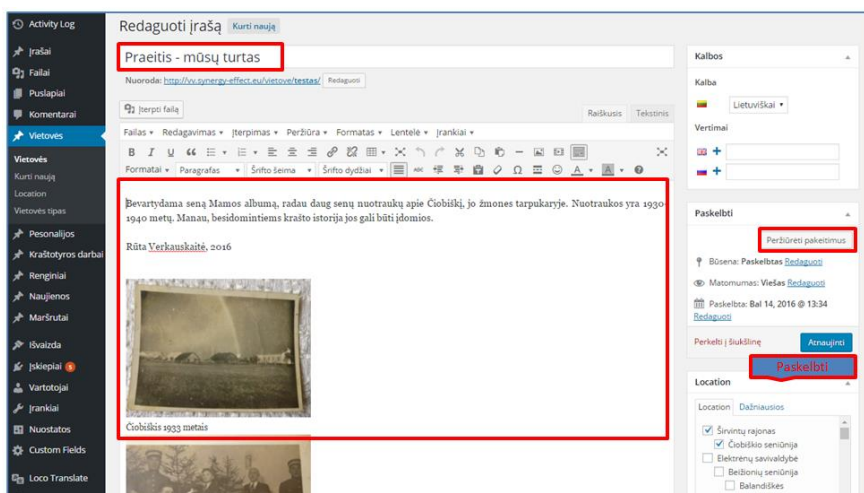 Activity Log
Įrašai
Failai
Puslapiai
Komentarai
Vietovės
Vietovės
Kurti naują
Location
Vietovės tipas
Pesonalijos
Kraštotyros darbai
Renginiai
Naujienos
Maršrutai
Išvaizda
Įskiepiai 5
Vartotojai
Įrankiai
Nuostatos
Custom Fields
Loco Translate
Redaguoti įrašą Kurti naują
Praeitis - mūsų turtas
Nuoroda: http://vv.synergy-effect.eu/vietove/testas/ Redaguoti
Įterpti failą
Raiškusis Tekstinis
Failas Redagavimas Įterpimas Peržiūra Formatas Lentelė Įrankiai
B I U
Formatai Paragrafas Šrifto šeima Šrifto dydžiai
Bevartydama seną Mamos albumą, radau daug senų nuotraukų apie Čiobiškį, jo žmones tarpukaryje. Nuotraukos yra 1930-
1940 metų. Manau, besidomintiems krašto istorija jos gali būti įdomios.
Rūta Verkauskaitė, 2016
Čiobiškis 1933 metais
Kalbos
Kalba
Lietuviškai
Vertimai
Paskelbti
Peržiūrėti pakeitimus
Būsena: Paskelbtas Redaguoti
Matomumas: Viešas Redaguoti
Paskelbta: Bal 14, 2016 @ 13:34
Redaguoti
Perkelti į šiukšlinę Atnaujinti
Paskelbti
Location
Location Dažniausios
Širvintų rajonas
Čiobiškio seniūnija
Elektrėnų savivaldybė
Beižionių seniūnija
Balandiškės